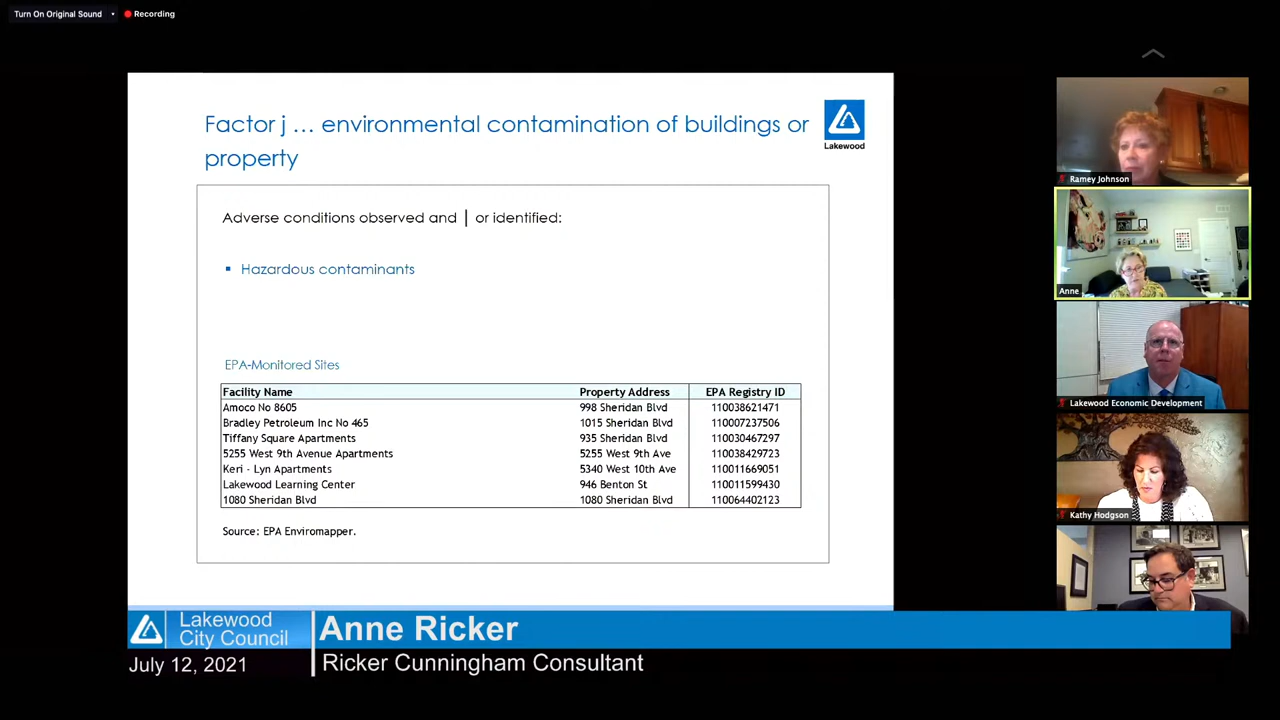 Turn On Original Sound
Recording
Factor j … environmental contamination of buildings or
property
Lakewood
Adverse conditions observed and | or identified:
▪ Hazardous contaminants
EPA-Monitored Sites
Facility Name Property Address EPA Registry ID
Amoco No 8605 998 Sheridan Blvd 110038621471
Bradley Petroleum Inc No 465 1015 Sheridan Blvd 110007237506
Tiffany Square Apartments 935 Sheridan Blvd 110030467297
5255 West 9th Avenue Apartments 5255 West 9th Ave 110038429723
Keri - Lyn Apartments 5340 West 10th Ave 110011669051
Lakewood Learning Center 946 Benton St 110011599430
1080 Sheridan Blvd 1080 Sheridan Blvd 110064402123
Source: EPA Enviromapper.
Ramey Johnson
Anne
Lakewood Economic Development
Kathy Hodgson
Lakewood
City Council
July 12, 2021
Anne Ricker
Ricker Cunningham Consultant